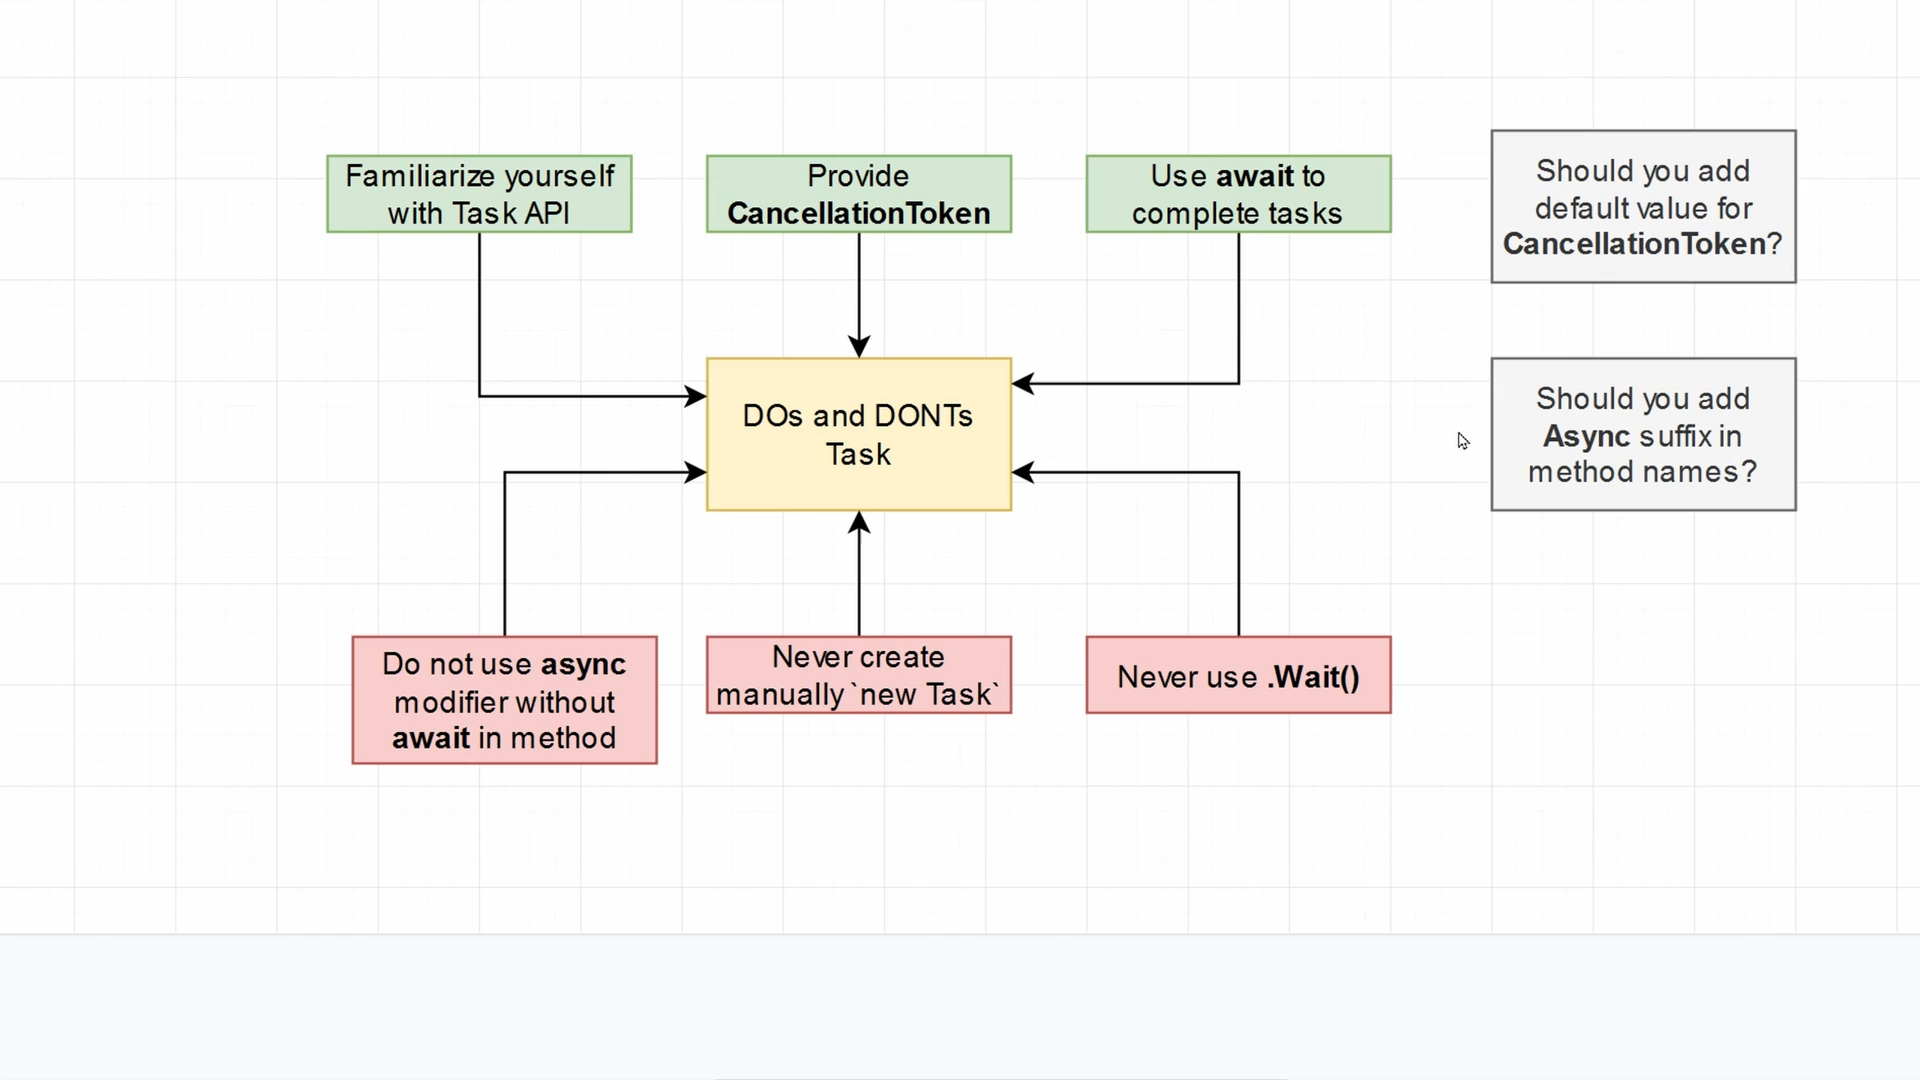 Familiarize yourself
with Task API
Provide
CancellationToken
Use await to
complete tasks
Should you add
default value for
CancellationToken?
DOs and DONTs
Task
Should you add
Async suffix in
method names?
Do not use async
modifier without
await in method
Never create
manually `new Task`
Never use .Wait()